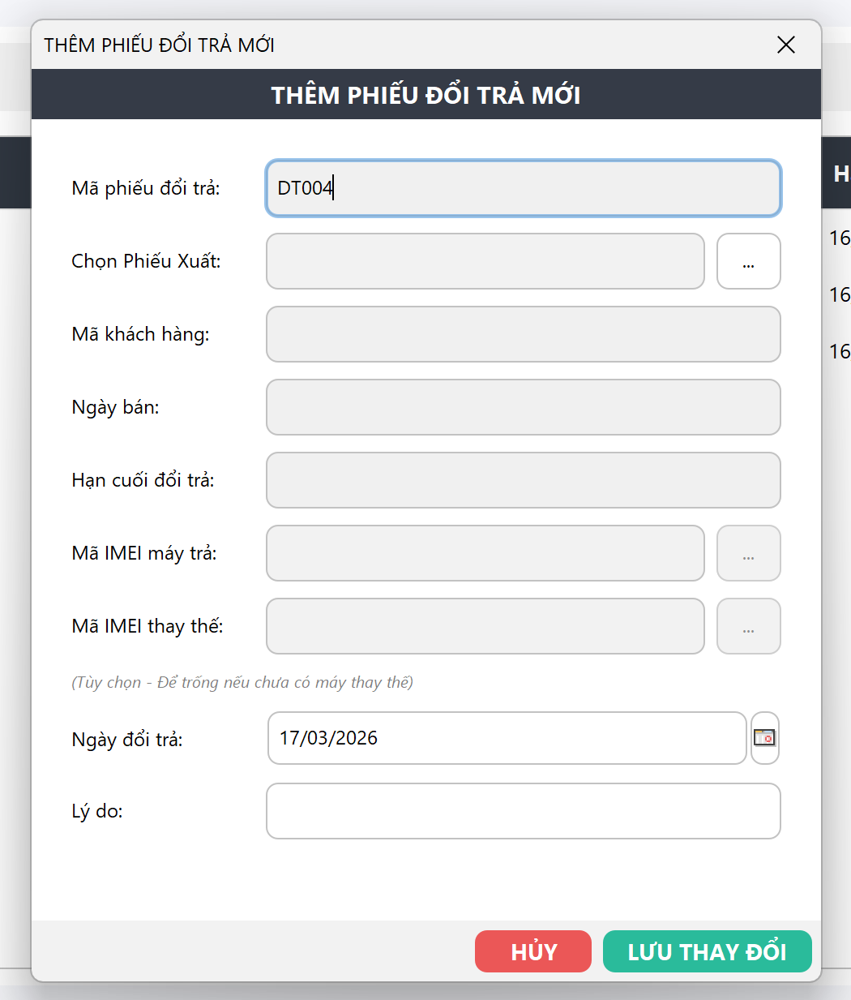 THÊM PHIẾU ĐỔI TRẢ MỚI
THÊM PHIẾU ĐỔI TRẢ MỚI
Mã phiếu đổi trả: DT004
Chọn Phiếu Xuất: ...
Mã khách hàng:
Ngày bán:
Hạn cuối đổi trả:
Mã IMEI máy trả: ...
Mã IMEI thay thế: ...
(Tùy chọn - Để trống nếu chưa có máy thay thế)
Ngày đổi trả: 17/03/2026
Lý do:
HỦY LƯU THAY ĐỔI
H
16
16
16